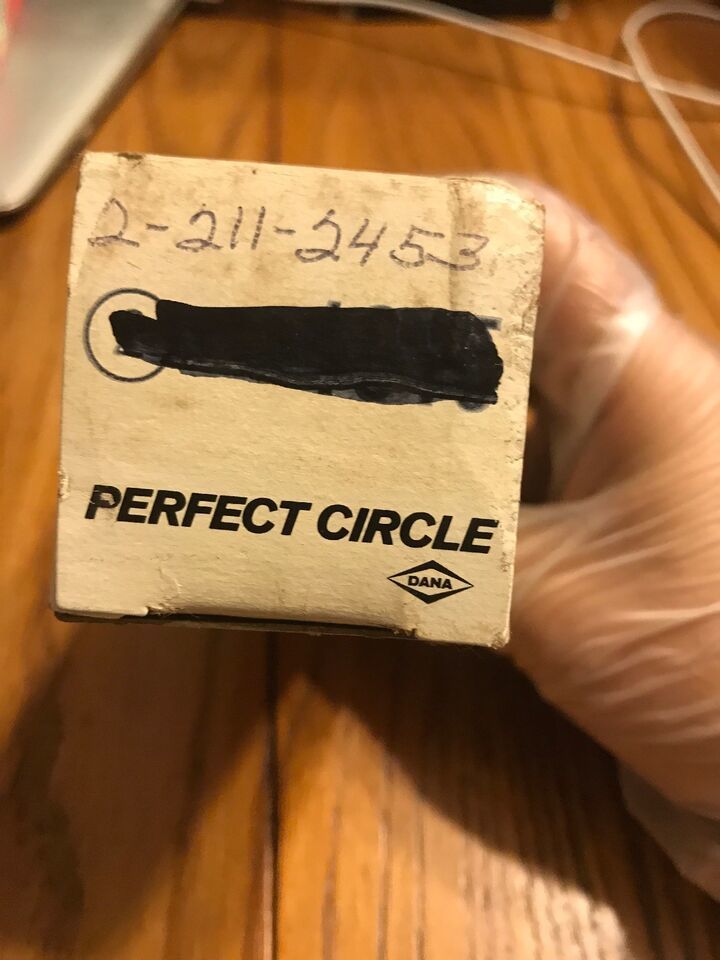 2-211-2453
PERFECT CIRCLE
DANA